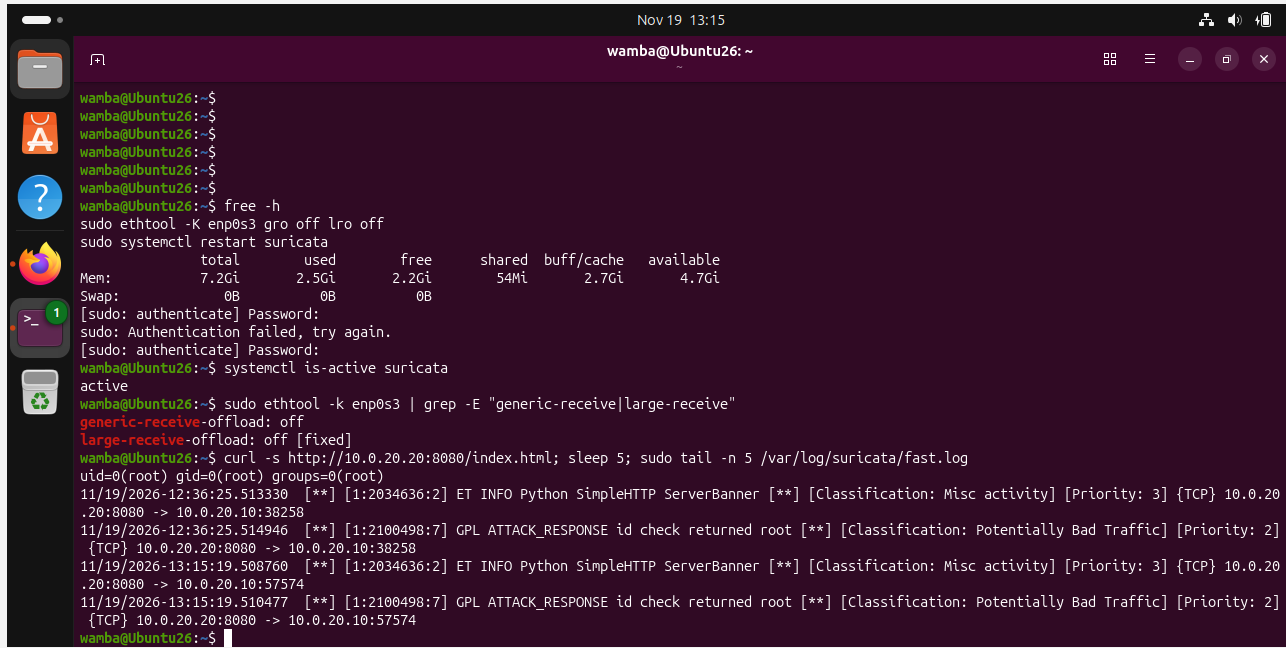 Nov 19 13:15
wamba@Ubuntu26: ~
~
wamba@Ubuntu26:~$
wamba@Ubuntu26:~$
wamba@Ubuntu26:~$
wamba@Ubuntu26:~$
wamba@Ubuntu26:~$
wamba@Ubuntu26:~$
wamba@Ubuntu26:~$ free -h
sudo ethtool -K enp0s3 gro off lro off
sudo systemctl restart suricata
total used free shared buff/cache available
Mem: 7.2Gi 2.5Gi 2.2Gi 54Mi 2.7Gi 4.7Gi
Swap: 0B 0B 0B
[sudo: authenticate] Password:
sudo: Authentication failed, try again.
[sudo: authenticate] Password:
wamba@Ubuntu26:~$ systemctl is-active suricata
active
wamba@Ubuntu26:~$ sudo ethtool -k enp0s3 | grep -E "generic-receive|large-receive"
generic-receive-offload: off
large-receive-offload: off [fixed]
wamba@Ubuntu26:~$ curl -s http://10.0.20.20:8080/index.html; sleep 5; sudo tail -n 5 /var/log/suricata/fast.log
uid=0(root) gid=0(root) groups=0(root)
11/19/2026-12:36:25.513330 [**] [1:2034636:2] ET INFO Python SimpleHTTP ServerBanner [**] [Classification: Misc activity] [Priority: 3] {TCP} 10.0.20
.20:8080 -> 10.0.20.10:38258
11/19/2026-12:36:25.514946 [**] [1:2100498:7] GPL ATTACK_RESPONSE id check returned root [**] [Classification: Potentially Bad Traffic] [Priority: 2]
{TCP} 10.0.20.20:8080 -> 10.0.20.10:38258
11/19/2026-13:15:19.508760 [**] [1:2034636:2] ET INFO Python SimpleHTTP ServerBanner [**] [Classification: Misc activity] [Priority: 3] {TCP} 10.0.20
.20:8080 -> 10.0.20.10:57574
11/19/2026-13:15:19.510477 [**] [1:2100498:7] GPL ATTACK_RESPONSE id check returned root [**] [Classification: Potentially Bad Traffic] [Priority: 2]
{TCP} 10.0.20.20:8080 -> 10.0.20.10:57574
wamba@Ubuntu26:~$
?
>_
1